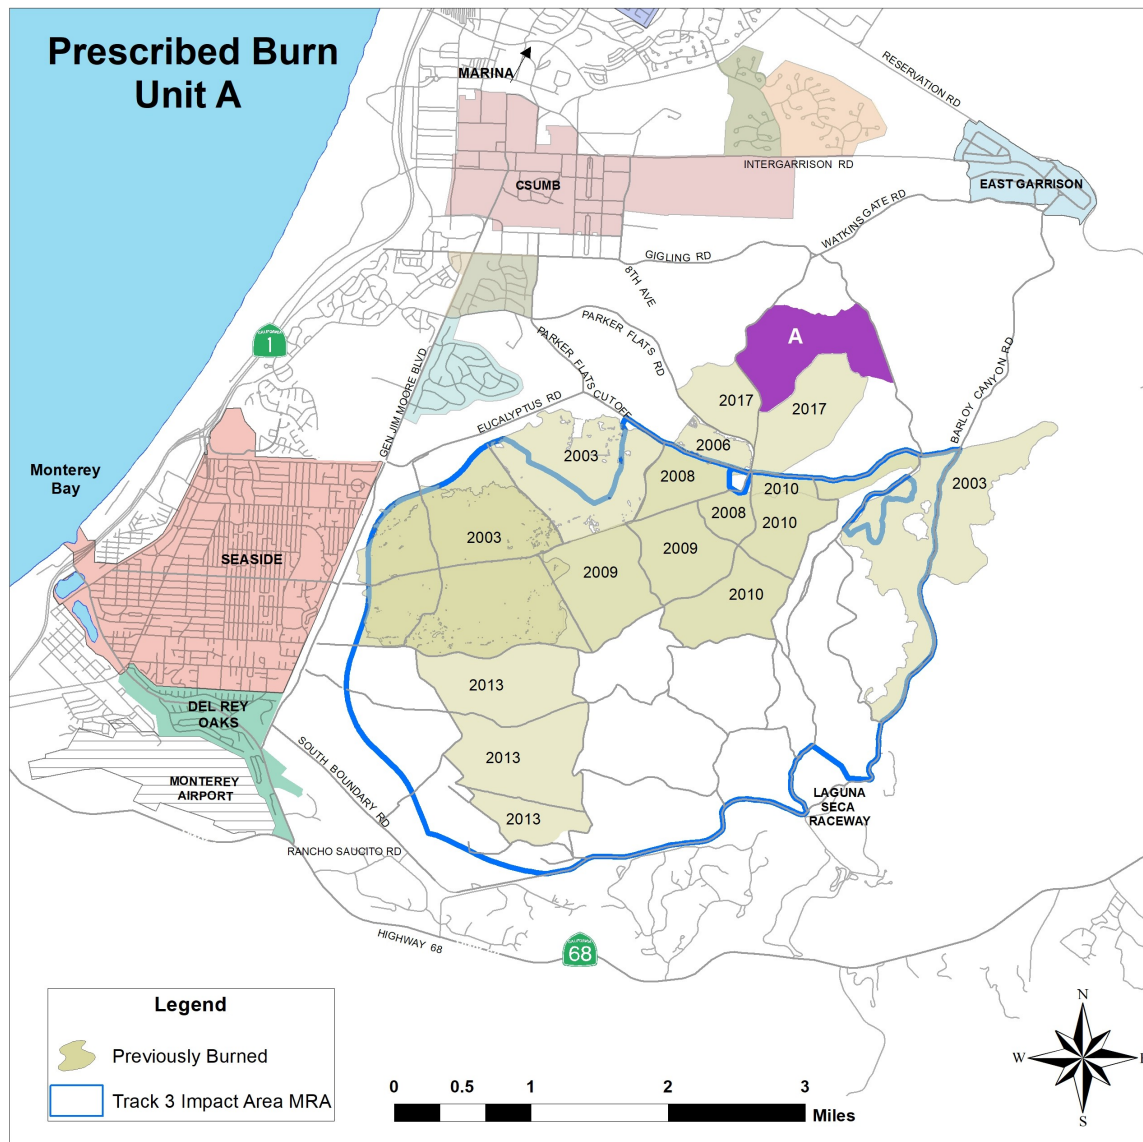 Prescribed Burn
Unit A
MARINA
RESERVATION RD
CSUMB
INTERGARRISON RD
EAST GARRISON
WATKINS GATE RD
GIGLING RD
8TH AVE
CALIFORNIA
1
PARKER FLATS RD
PARKER FLATS CUT OFF
A
GEN JIM MOORE BLVD
BARLOY CANYON RD
EUCALYPTUS RD
2017
2017
2006
2003
2008
2010
2003
Monterey
Bay
2008
2010
2003
2009
2009
2010
SEASIDE
2013
DEL REY
OAKS
SOUTH BOUNDARY RD
2013
MONTEREY
AIRPORT
LAGUNA
SECA
RACEWAY
2013
RANCHO SAUCITO RD
HIGHWAY 68
CALIFORNIA
68
Legend
Previously Burned
Track 3 Impact Area MRA
0
0.5
1
2
3
Miles
N
W
E
S